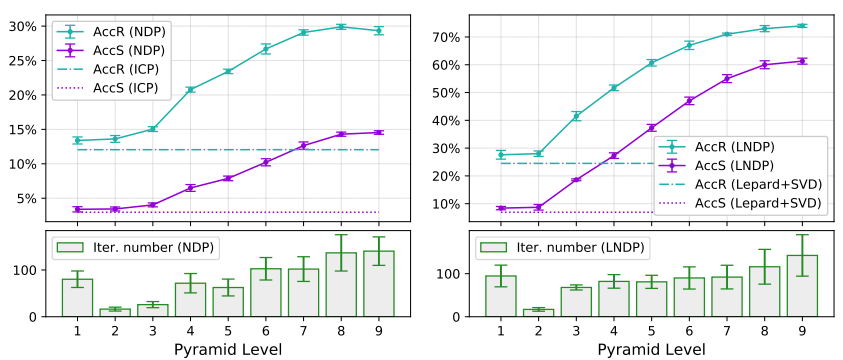 30%
25%
20%
15%
10%
5%
AccR (NDP)
AccS (NDP)
AccR (ICP)
AccS (ICP)
100
0
Iter. number (NDP)
1 2 3 4 5 6 7 8 9
Pyramid Level
70%
60%
50%
40%
30%
20%
10%
AccR (LNDP)
AccS (LNDP)
AccR (Lepard+SVD)
AccS (Lepard+SVD)
100
0
Iter. number (LNDP)
1 2 3 4 5 6 7 8 9
Pyramid Level